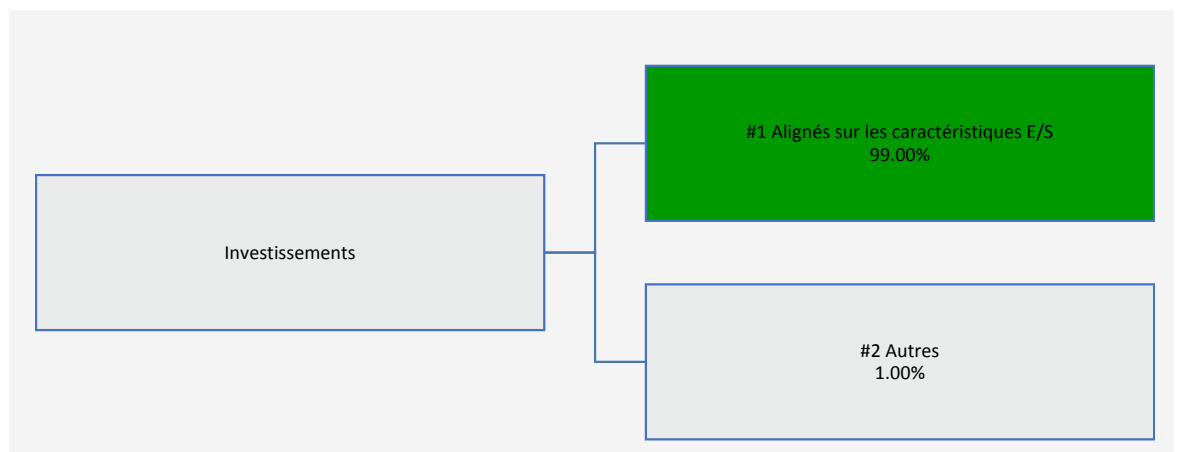 Investissements
#1 Alignés sur les caractéristiques E/S
99.00%
#2 Autres
1.00%